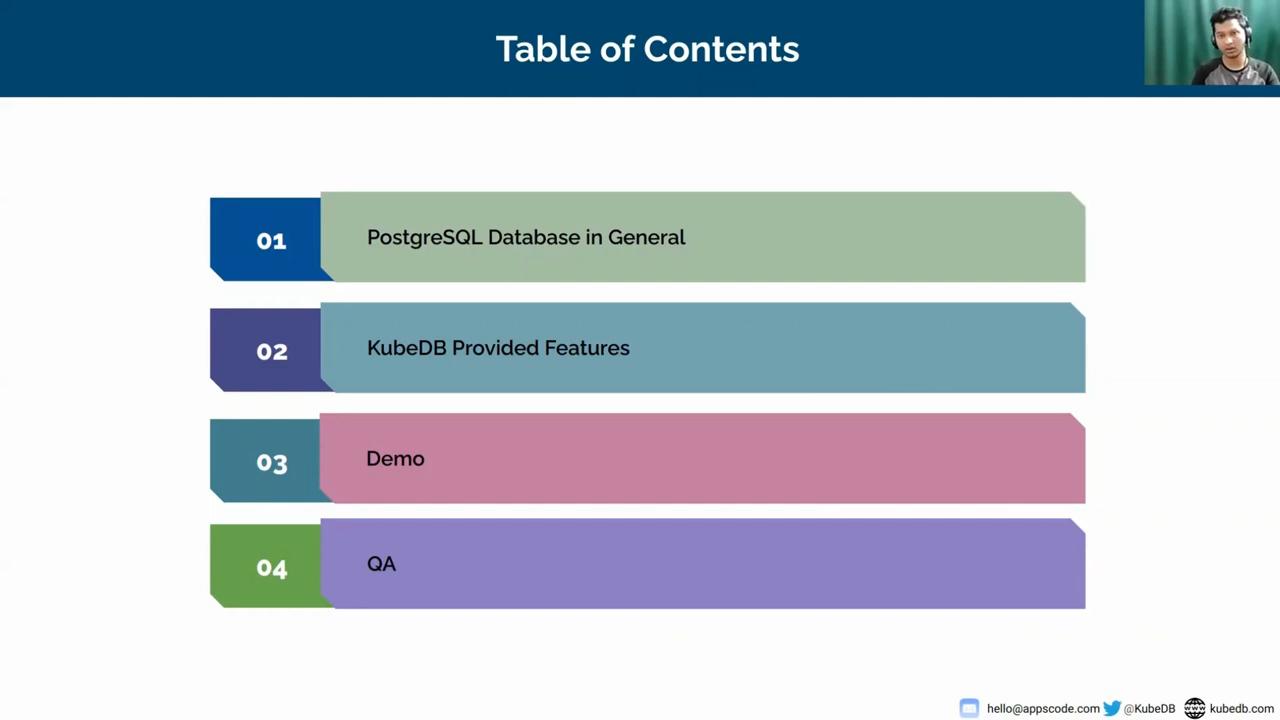 Table of Contents
01
PostgreSQL Database in General
02
KubeDB Provided Features
03
Demo
04
QA
hello@appscode.com @KubeDB kubedb.com